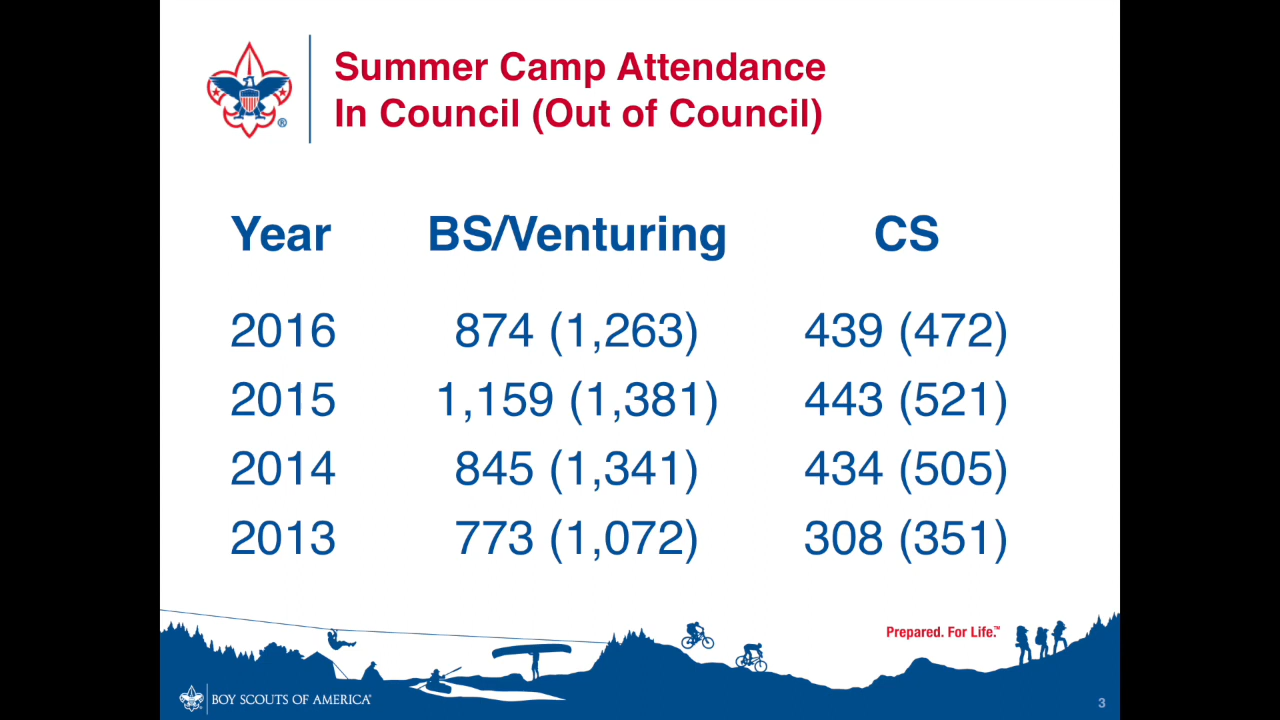 Summer Camp Attendance
In Council (Out of Council)
Year BS/Venturing CS
2016 874 (1,263) 439 (472)
2015 1,159 (1,381) 443 (521)
2014 845 (1,341) 434 (505)
2013 773 (1,072) 308 (351)
Prepared. For Life.™
BOY SCOUTS OF AMERICA®
3